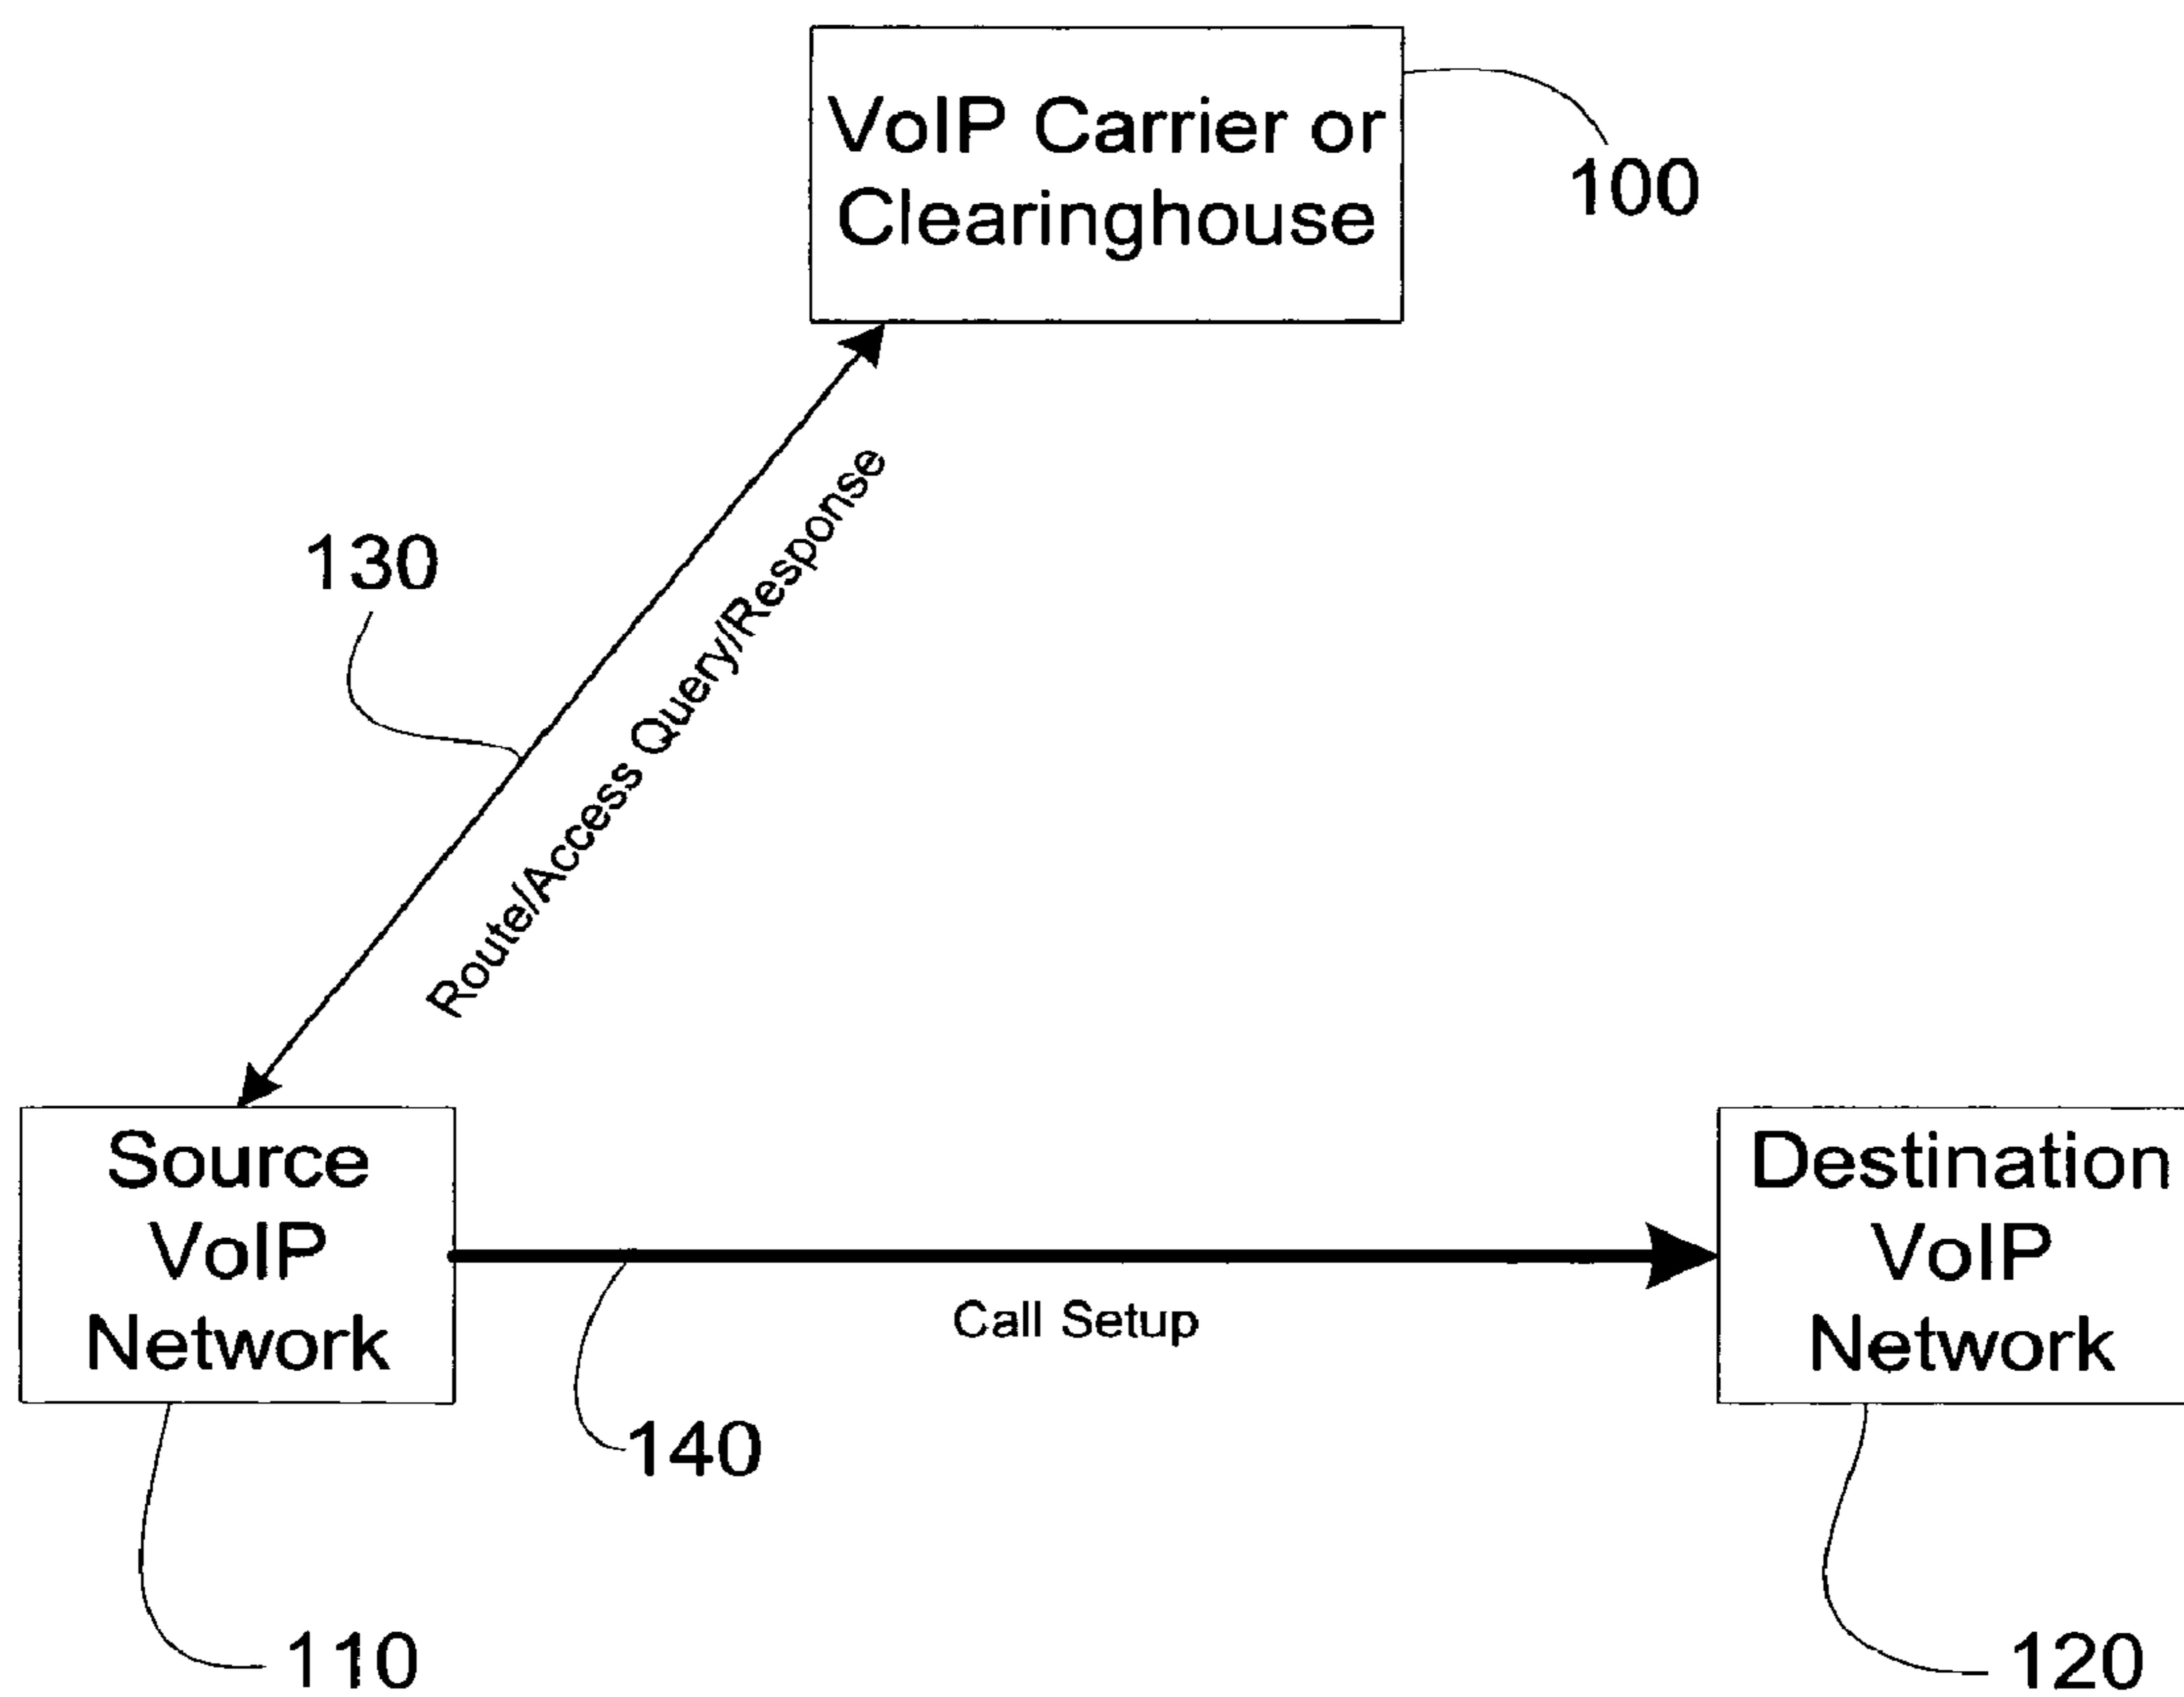 VoIP Carrier or
Clearinghouse
100
130
Route/Access Query/Response
Source
VoIP
Network
Destination
VoIP
Network
Call Setup
140
110
120